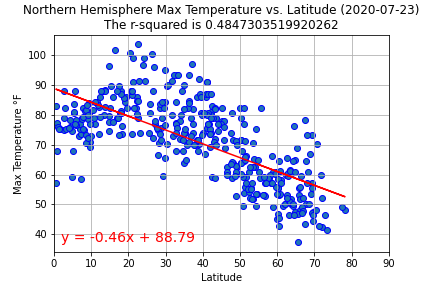 Northern Hemisphere Max Temperature vs. Latitude (2020-07-23)
The r-squared is 0.4847303519920262
Max Temperature °F
100
90
80
70
60
50
40
y = -0.46x + 88.79
0 10 20 30 40 50 60 70 80 90
Latitude